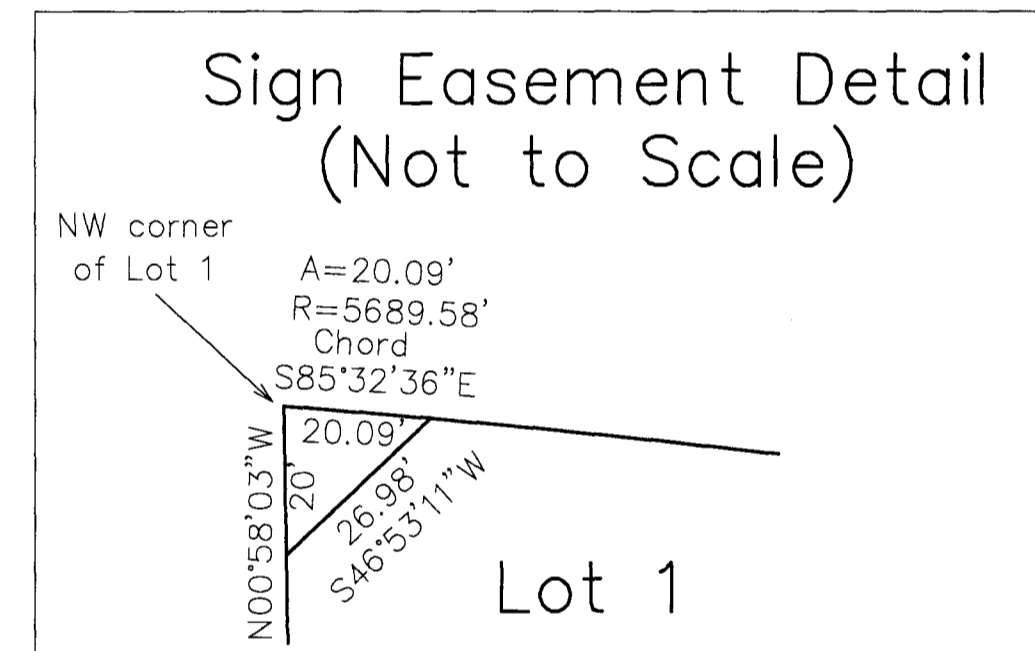 Sign Easement Detail
(Not to Scale)
NW corner
of Lot 1
A=20.09'
R=5689.58'
Chord
S85°32'36"E
20.09'
20'
N00°58'03"W
26.98'
S46°53'11"W
Lot 1